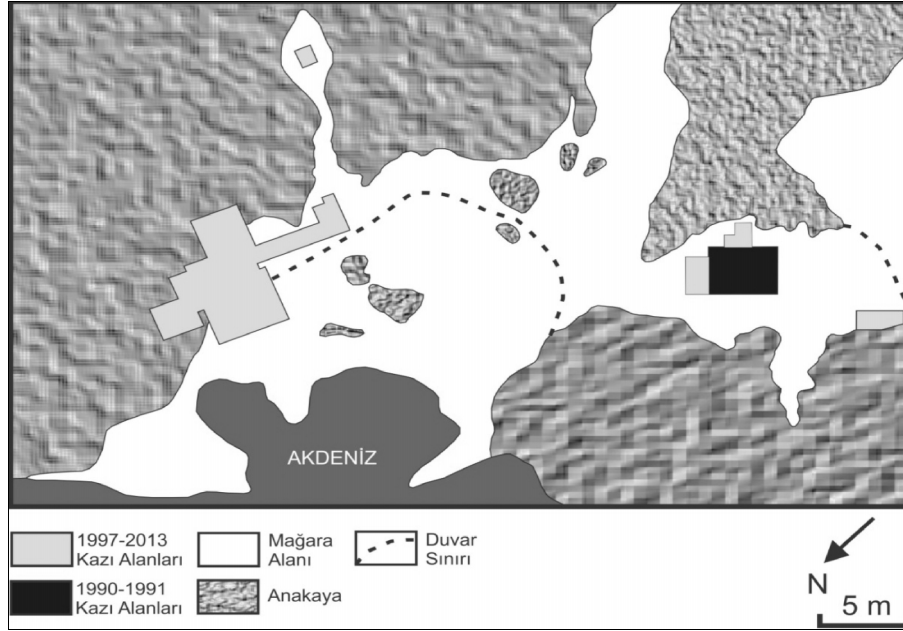 AKDENİZ
1997-2013
Kazı Alanları
Mağara
Alanı
Duvar
Sınırı
1990-1991
Kazı Alanları
Anakaya
N
5 m